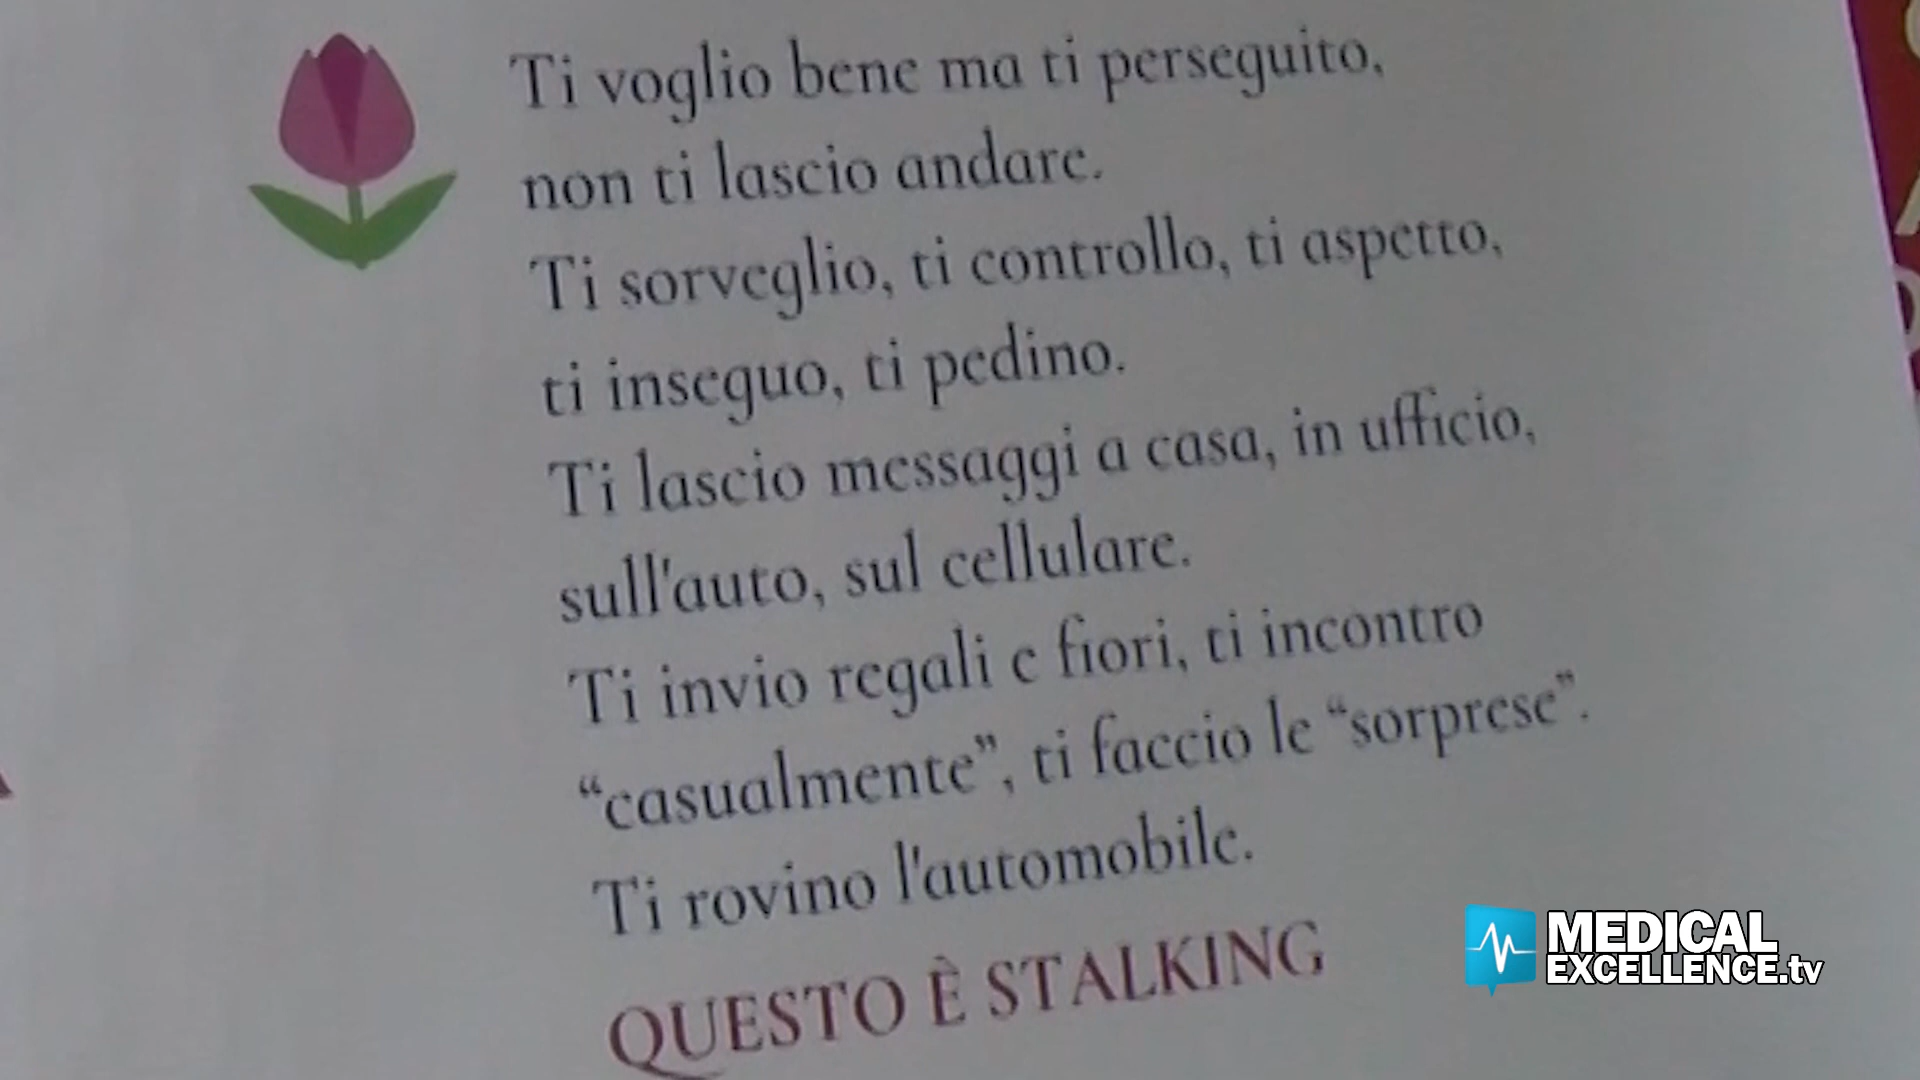 Ti voglio bene ma ti perseguito,
non ti lascio andare.
Ti sorveglio, ti controllo, ti aspetto,
ti inseguo, ti pedino.
Ti lascio messaggi a casa, in ufficio,
sull'auto, sul cellulare.
Ti invio regali e fiori, ti incontro
“casualmente”, ti faccio le “sorprese”.
Ti rovino l'automobile.
QUESTO È STALKING
MEDICAL
EXCELLENCE.tv